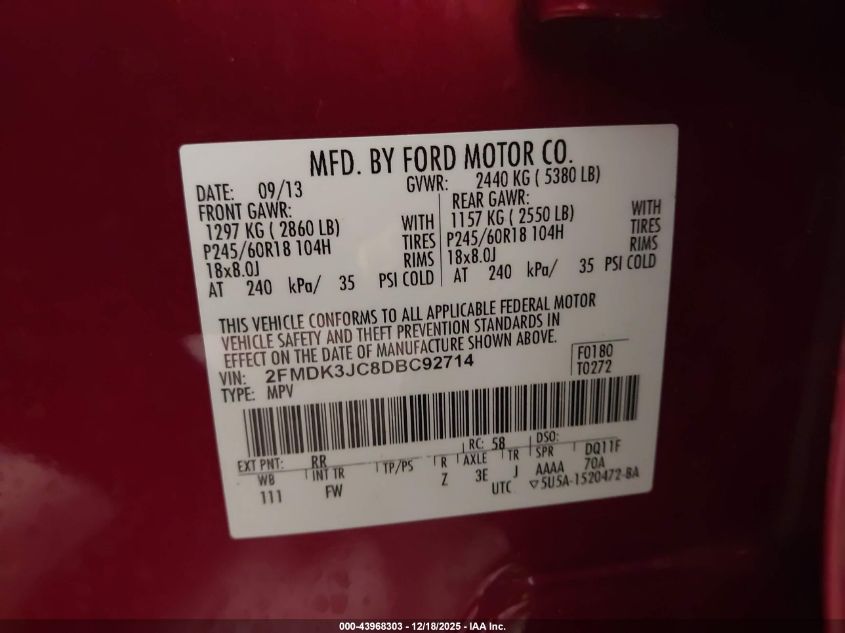 MFD. BY FORD MOTOR CO.
DATE: 09/13 GVWR: 2440 KG ( 5380 LB)
FRONT GAWR: REAR GAWR:
1297 KG ( 2860 LB) WITH 1157 KG ( 2550 LB) WITH
P245/60R18 104H TIRES P245/60R18 104H TIRES
18x8.0J RIMS 18x8.0J RIMS
AT 240 kPa/ 35 PSI COLD AT 240 kPa/ 35 PSI COLD
THIS VEHICLE CONFORMS TO ALL APPLICABLE FEDERAL MOTOR
VEHICLE SAFETY AND THEFT PREVENTION STANDARDS IN
EFFECT ON THE DATE OF MANUFACTURE SHOWN ABOVE.
VIN: 2FMDK3JC8DBC92714 F0180
TYPE: MPV T0272
EXT PNT: RR RC: 58 DSO:
WB INT TR TP/PS R AXLE TR SPR DQ11F
111 FW Z 3E J AAAA 70A
UTC ▽5U5A-1520472-BA
000-43968303 - 12/18/2025 - IAA Inc.